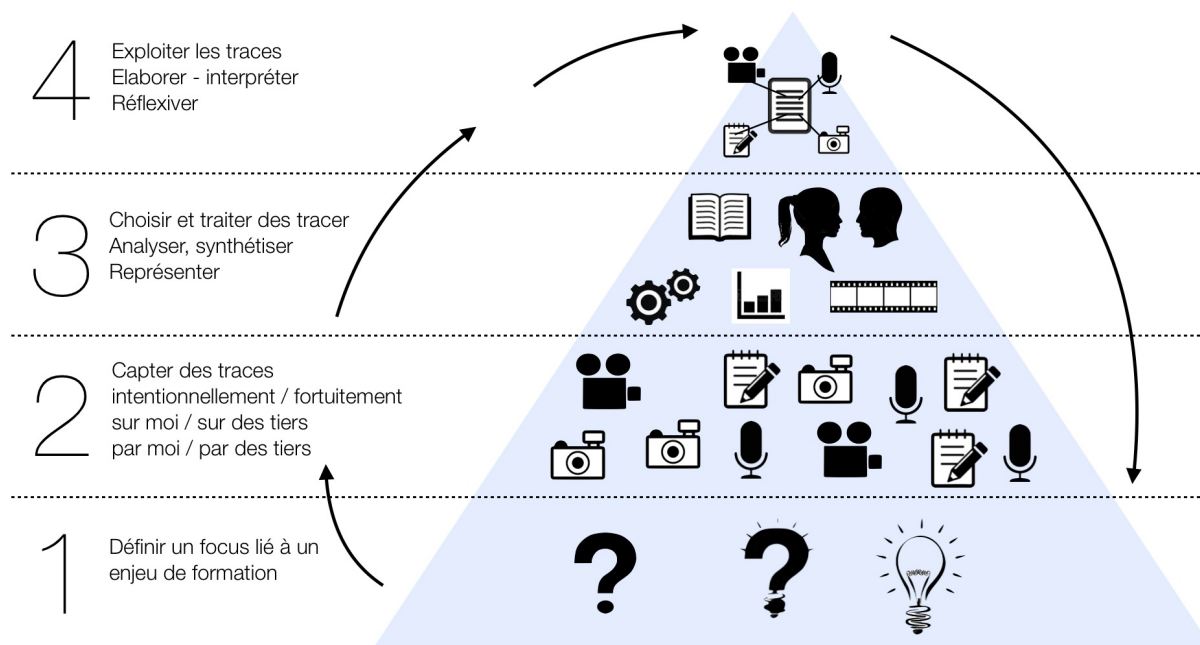 4
Exploiter les traces
Elaborer - interpréter
Réflexiver
3
Choisir et traiter des tracer
Analyser, synthétiser
Représenter
2
Capter des traces
intentionnellement / fortuitement
sur moi / sur des tiers
par moi / par des tiers
1
Définir un focus lié à un
enjeu de formation